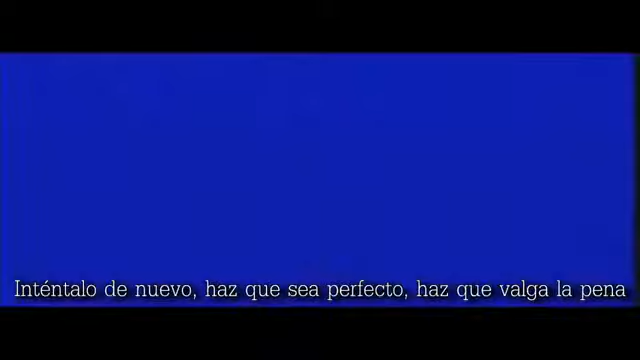 Inténtalo de nuevo, haz que sea perfecto, haz que valga la pena